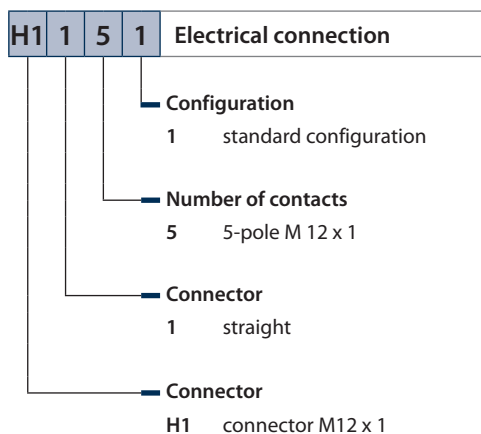 H1 1 5 1 Electrical connection
Configuration
1 standard configuration
Number of contacts
5 5-pole M 12 x 1
Connector
1 straight
Connector
H1 connector M12 x 1